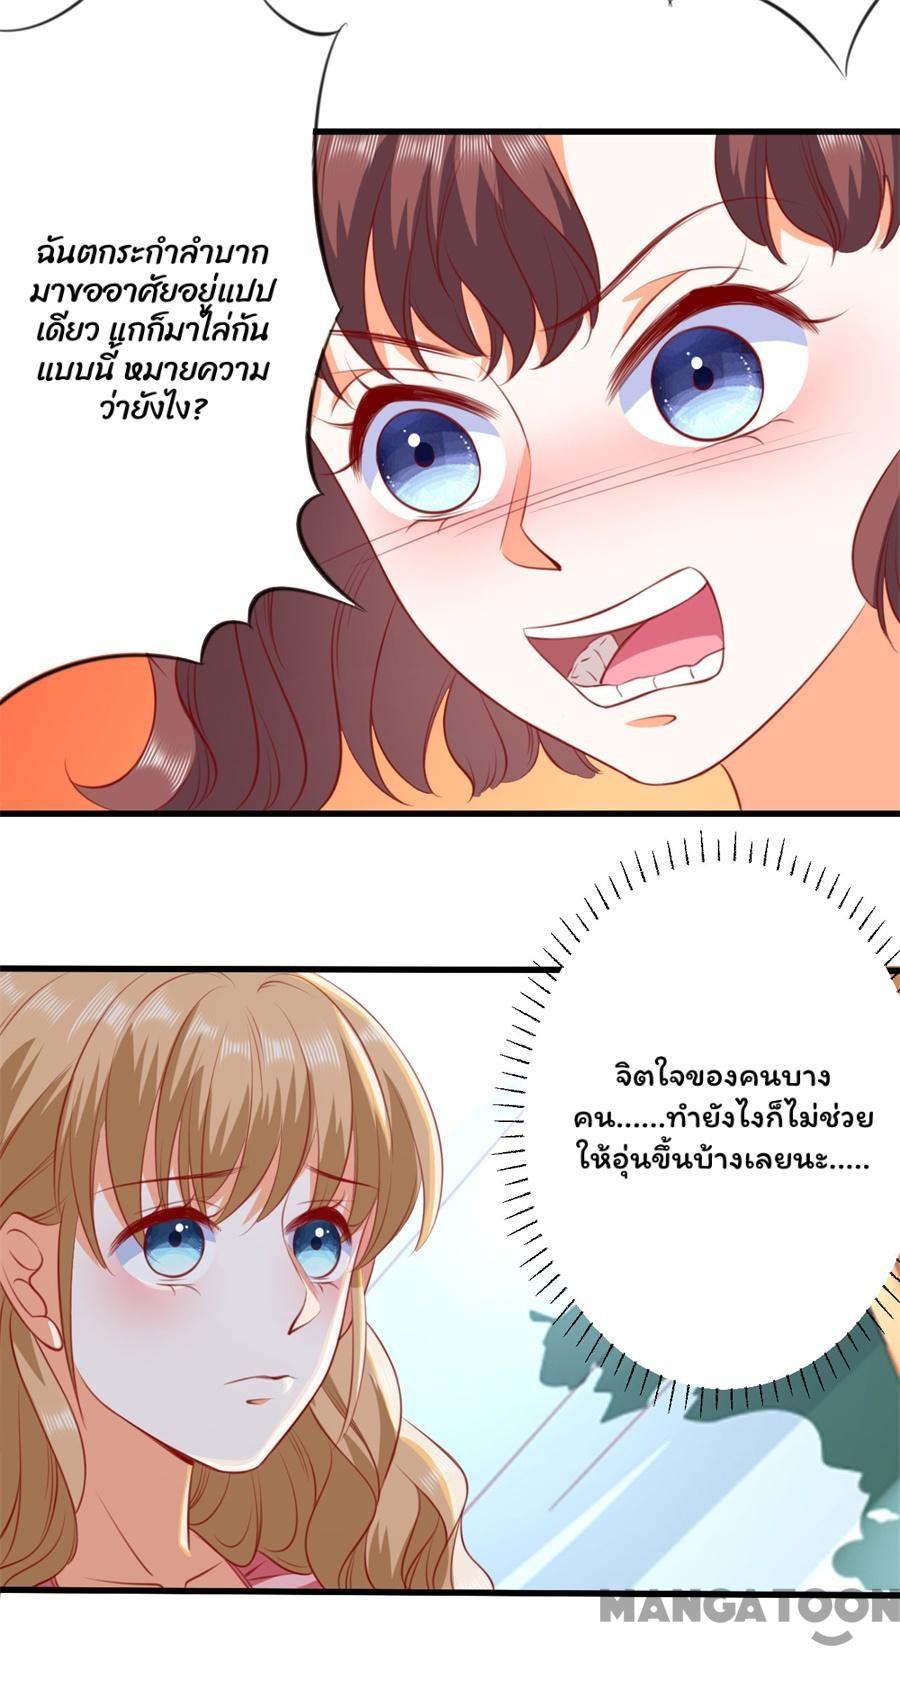 ฉันตกระกำลำบาก
มาขออาศัยอยู่แปป
เดียว แกก็มาไล่กัน
แบบนี้ หมายความ
ว่ายังไง?
จิตใจของคนบาง
คน......ทำยังไงก็ไม่ช่วย
ให้อุ่นขึ้นบ้างเลยนะ.....
MANGATOON